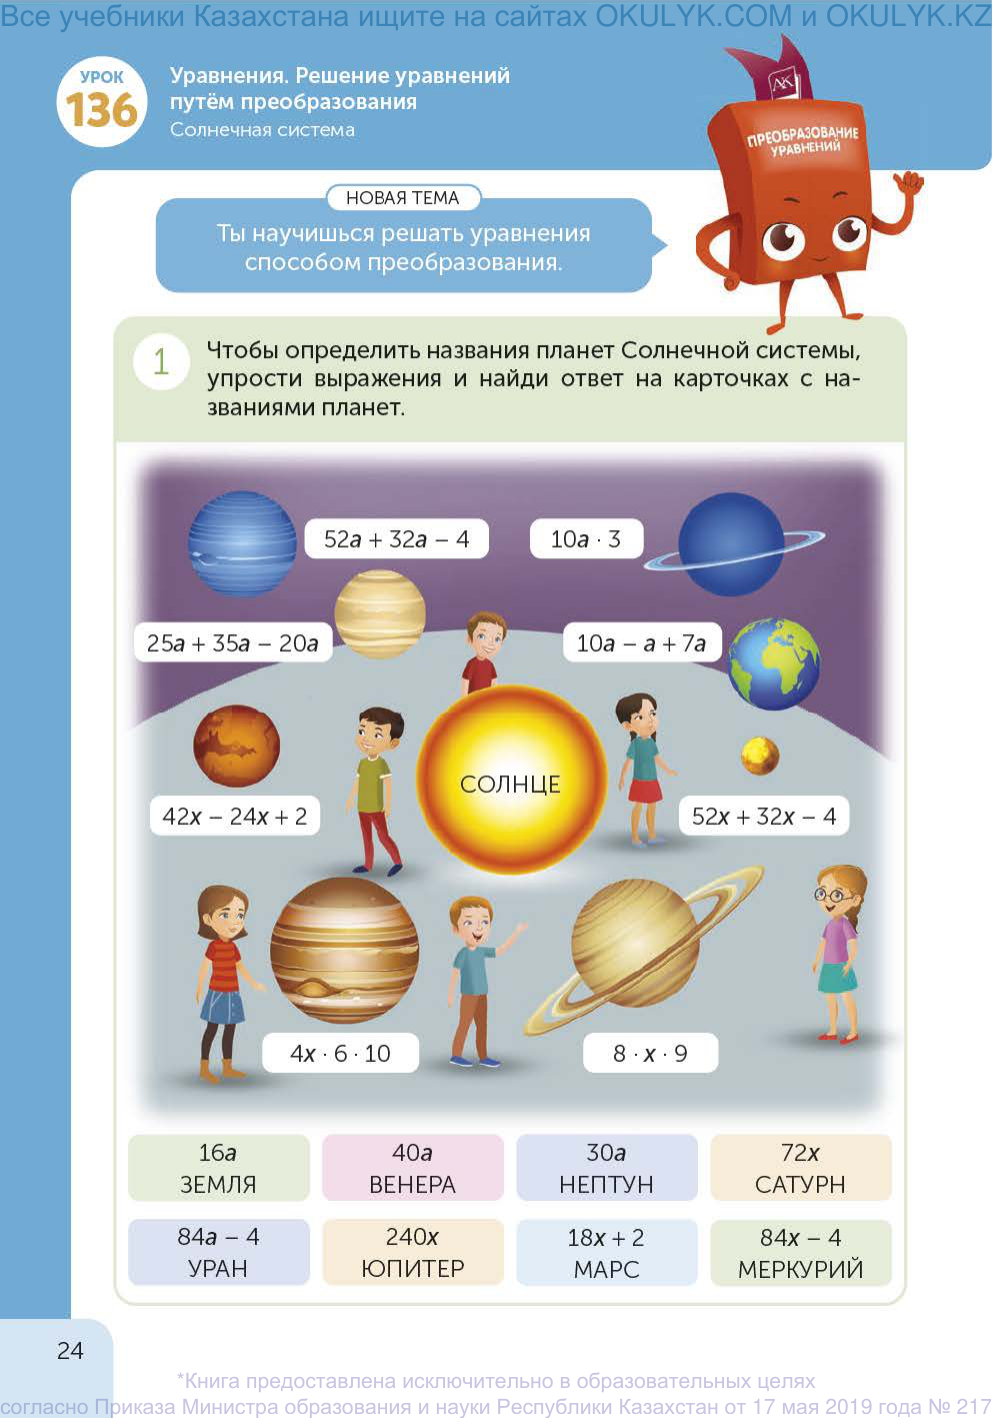 Все учебники Казахстана ищите на сайтах OKULYK.COM и OKULYK.KZ
УРОК
136
Уравнения. Решение уравнений
путём преобразования
Солнечная система
ПРЕОБРАЗОВАНИЕ
УРАВНЕНИЙ
НОВАЯ ТЕМА
Ты научишься решать уравнения
способом преобразования.
1
Чтобы определить названия планет Солнечной системы,
упрости выражения и найди ответ на карточках с на-
званиями планет.
52a + 32a – 4
10a · 3
25a + 35a – 20a
10a – a + 7a
СОЛНЦЕ
42x – 24x + 2
52x + 32x – 4
4x · 6 · 10
8 · x · 9
16a
ЗЕМЛЯ
40a
ВЕНЕРА
30a
НЕПТУН
72x
САТУРН
84a – 4
УРАН
240x
ЮПИТЕР
18x + 2
МАРС
84x – 4
МЕРКУРИЙ
24
*Книга предоставлена исключительно в образовательных целях
согласно Приказа Министра образования и науки Республики Казахстан от 17 мая 2019 года № 217